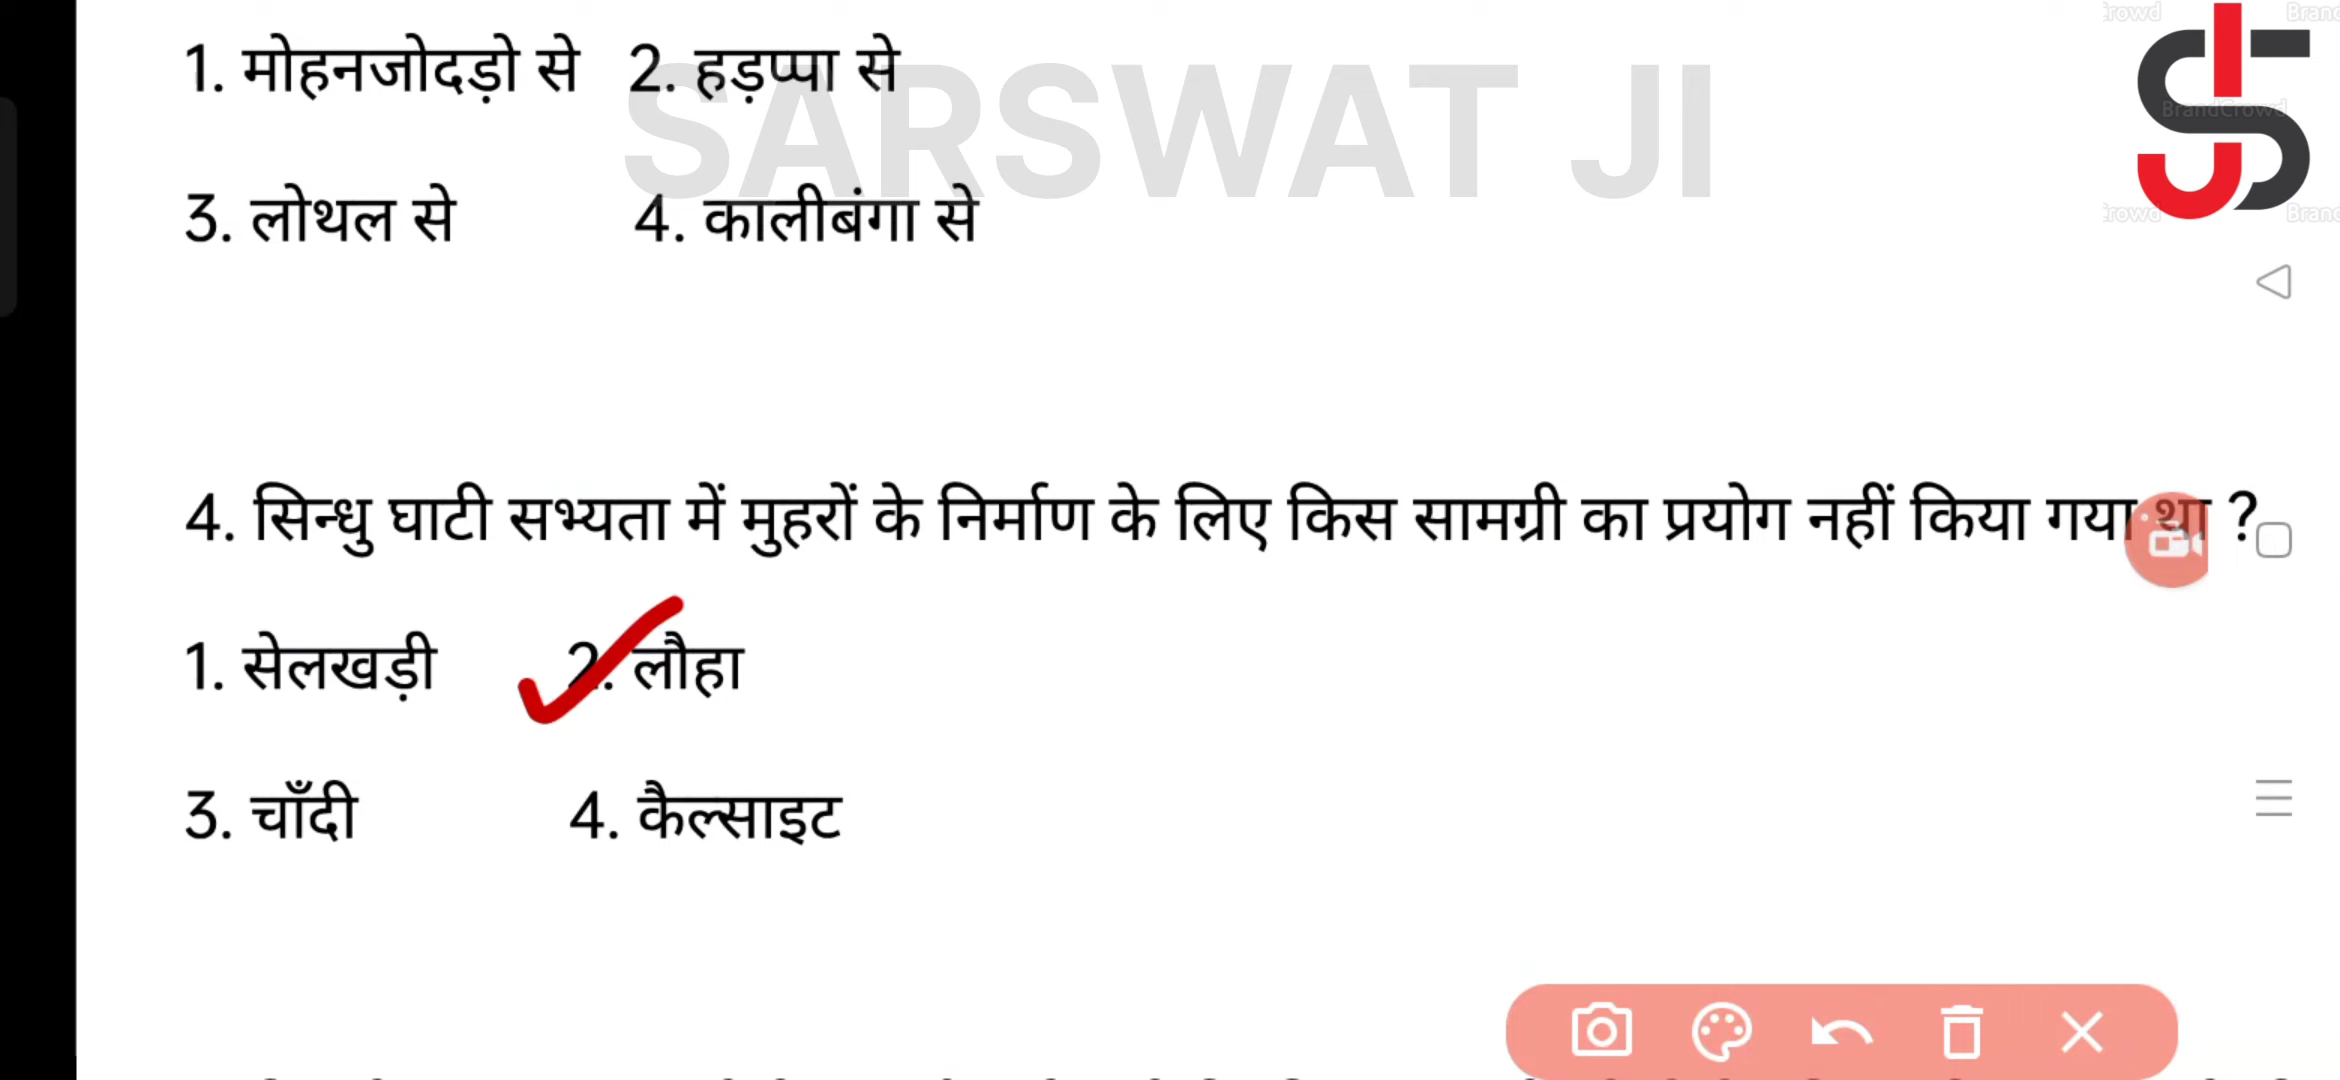 1. मोहनजोदड़ो से 2. हड़प्पा से
SARSWAT JI
3. लोथल से 4. कालीबंगा से
4. सिन्धु घाटी सभ्यता में मुहरों के निर्माण के लिए किस सामग्री का प्रयोग नहीं किया गया था ?
1. सेलखड़ी 2. लौहा
3. चाँदी 4. कैल्साइट
BrandCrowd